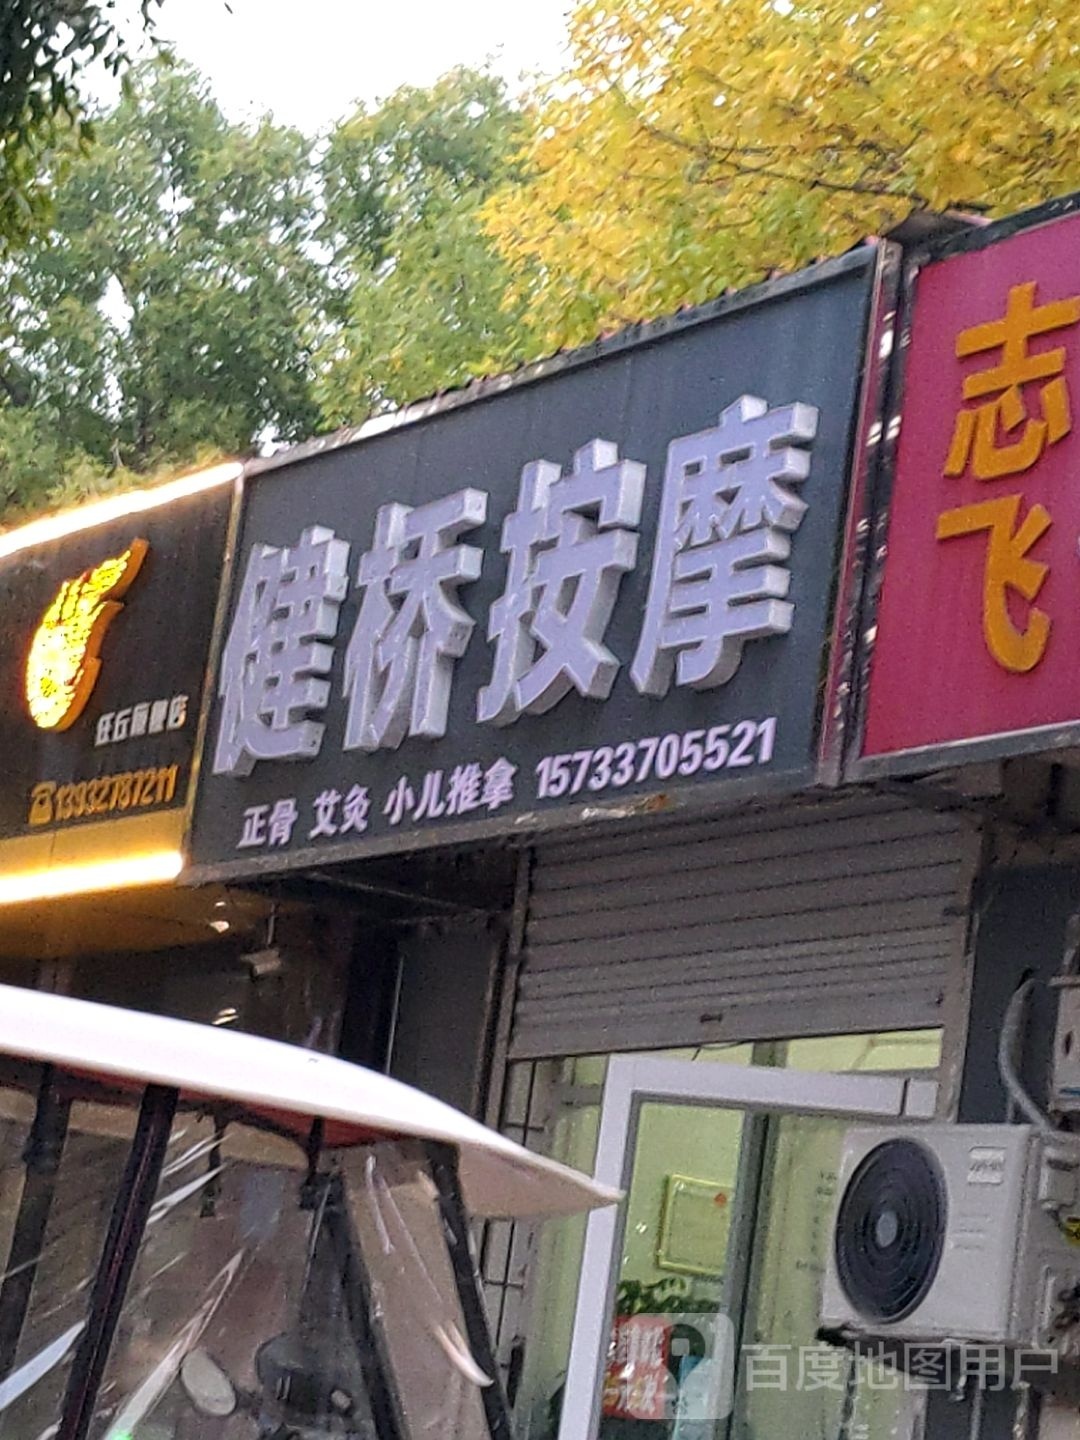 健桥按摩
正骨 艾灸 小儿推拿 15733705521
志飞
13932787211
百度地图用户